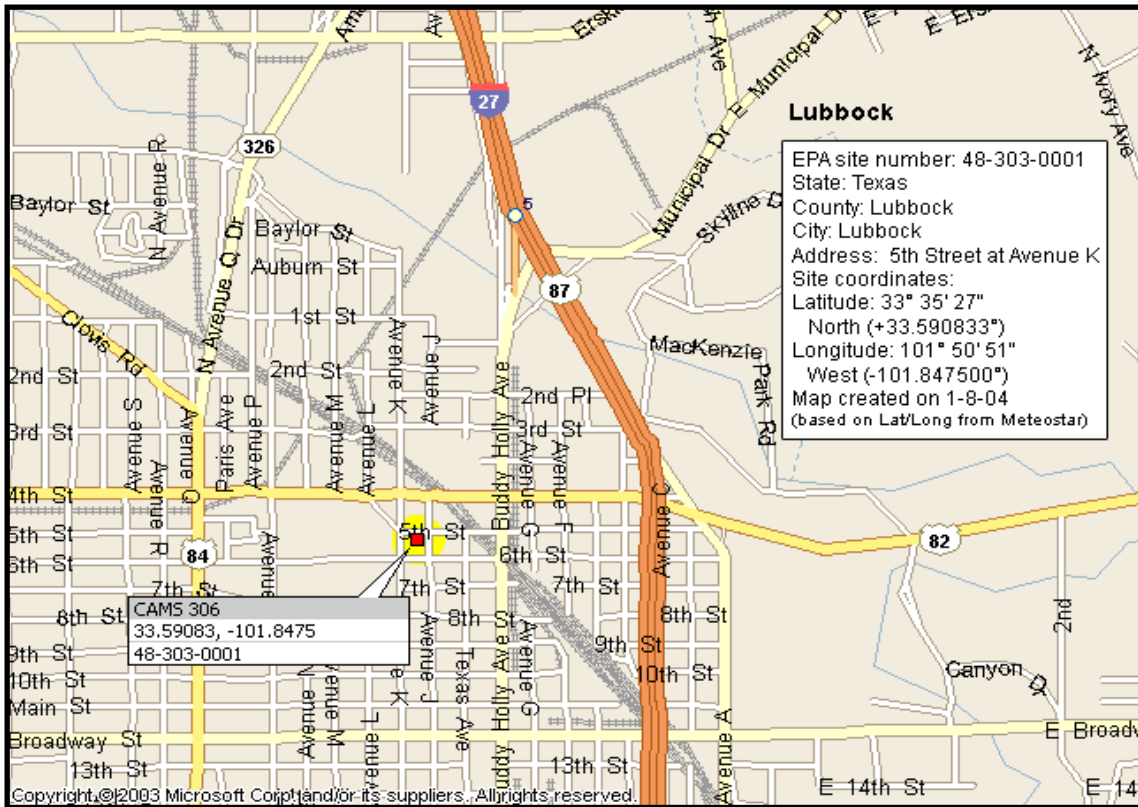 Erskine
Ave
E Municipal Dr
Municipal Dr
N Ivory Ave
27
Lubbock
326
EPA site number: 48-303-0001
State: Texas
County: Lubbock
City: Lubbock
Address: 5th Street at Avenue K
Site coordinates:
Latitude: 33° 35' 27"
North (+33.590833°)
Longitude: 101° 50' 51"
West (-101.847500°)
Map created on 1-8-04
(based on Lat/Long from Meteostar)
N Avenue R
Baylor St
5
Baylor St
N Avenue Q Dr
Skyline D
Auburn St
87
1st St
Clovis Rd
Avenue K
Avenue J
MacKenzie
Park Rd
2nd St
2nd St
2nd Pl
3rd St
3rd St
S Avenue
Avenue R
Avenue Q
Paris Ave
Avenue P
Avenue M
Avenue L
Buddy Holly Ave
Avenue G
Avenue F
Avenue C
4th St
5th St
5th St
82
84
6th St
6th St
7th St
7th St
7th St
Avenue
CAMS 306
33.59083, -101.8475
48-303-0001
8th St
8th St
8th St
2nd
9th St
9th St
10th St
10th St
Canyon D
Main St
N Avenue
Avenue M
Avenue L
e K
Avenue J
Texas Ave
Buddy Holly Ave
Avenue G
Avenue A
Broadway St
E Broadw
13th St
13th St
E 14th St
E 14
Copyright © 2003 Microsoft Corp. and/or its suppliers. All rights reserved.